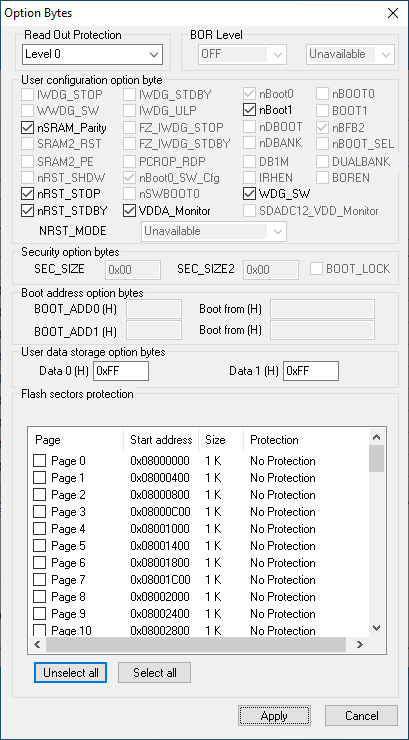 Option Bytes
Read Out Protection
BOR Level
Level 0
OFF
Unavailable
User configuration option byte
IWDG_STOP
IWDG_STDBY
nBoot0
nBOOT0
WWDG_SW
IWDG_ULP
nBoot1
BOOT1
nSRAM_Parity
FZ_IWDG_STOP
nDBOOT
nBFB2
SRAM2_RST
FZ_IWDG_STDBY
nDBANK
nBOOT_SEL
SRAM2_PE
PCROP_RDP
DB1M
DUALBANK
nRST_SHDW
nBoot0_SW_Cfg
IRHEN
BOREN
nRST_STOP
nSWBOOT0
WDG_SW
nRST_STDBY
VDDA_Monitor
SDADC12_VDD_Monitor
NRST_MODE
Unavailable
Security option bytes
SEC_SIZE
0x00
SEC_SIZE2
0x00
BOOT_LOCK
Boot address option bytes
BOOT_ADD0 (H)
Boot from (H)
BOOT_ADD1 (H)
Boot from (H)
User data storage option bytes
Data 0 (H)
0xFF
Data 1 (H)
0xFF
Flash sectors protection
Page Start address Size Protection
Page 0 0x08000000 1 K No Protection
Page 1 0x08000400 1 K No Protection
Page 2 0x08000800 1 K No Protection
Page 3 0x08000C00 1 K No Protection
Page 4 0x08001000 1 K No Protection
Page 5 0x08001400 1 K No Protection
Page 6 0x08001800 1 K No Protection
Page 7 0x08001C00 1 K No Protection
Page 8 0x08002000 1 K No Protection
Page 9 0x08002400 1 K No Protection
Page 10 0x08002800 1 K No Protection
Unselect all
Select all
Apply
Cancel